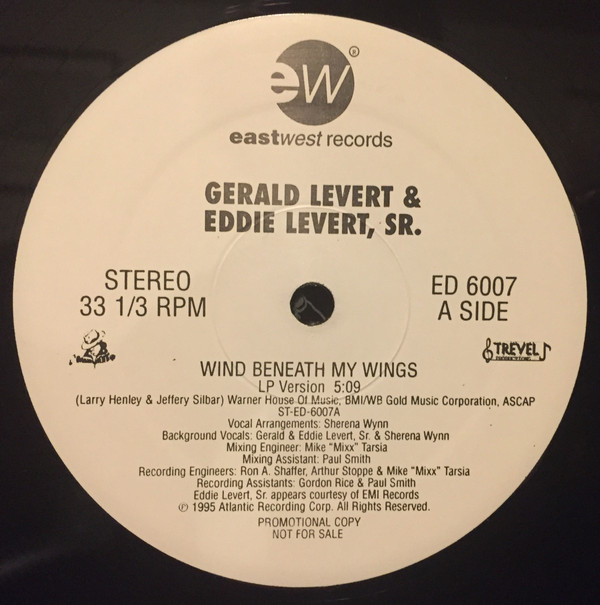 ew®
eastwest records
GERALD LEVERT &
EDDIE LEVERT, SR.
STEREO
33 1/3 RPM
ED 6007
A SIDE
TREVEL
PRODUCTIONS
WIND BENEATH MY WINGS
LP Version 5:09
(Larry Henley & Jeffery Silbar) Warner House Of Music, BMI/WB Gold Music Corporation, ASCAP
ST-ED-6007A
Vocal Arrangements: Sherena Wynn
Background Vocals: Gerald & Eddie Levert, Sr. & Sherena Wynn
Mixing Engineer: Mike "Mixx" Tarsia
Mixing Assistant: Paul Smith
Recording Engineers: Ron A. Shaffer, Arthur Stoppe & Mike "Mixx" Tarsia
Recording Assistants: Gordon Rice & Paul Smith
Eddie Levert, Sr. appears courtesy of EMI Records
℗ 1995 Atlantic Recording Corp. All Rights Reserved.
PROMOTIONAL COPY
NOT FOR SALE